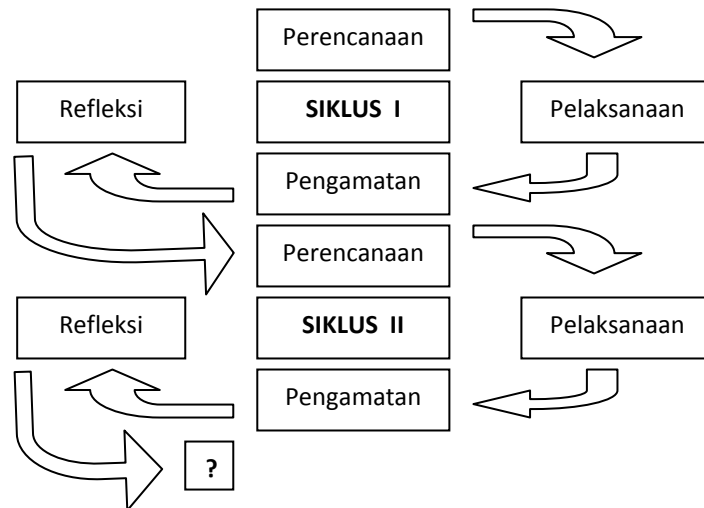 Perencanaan
Refleksi
SIKLUS I
Pelaksanaan
Pengamatan
Perencanaan
Refleksi
SIKLUS II
Pelaksanaan
Pengamatan
?